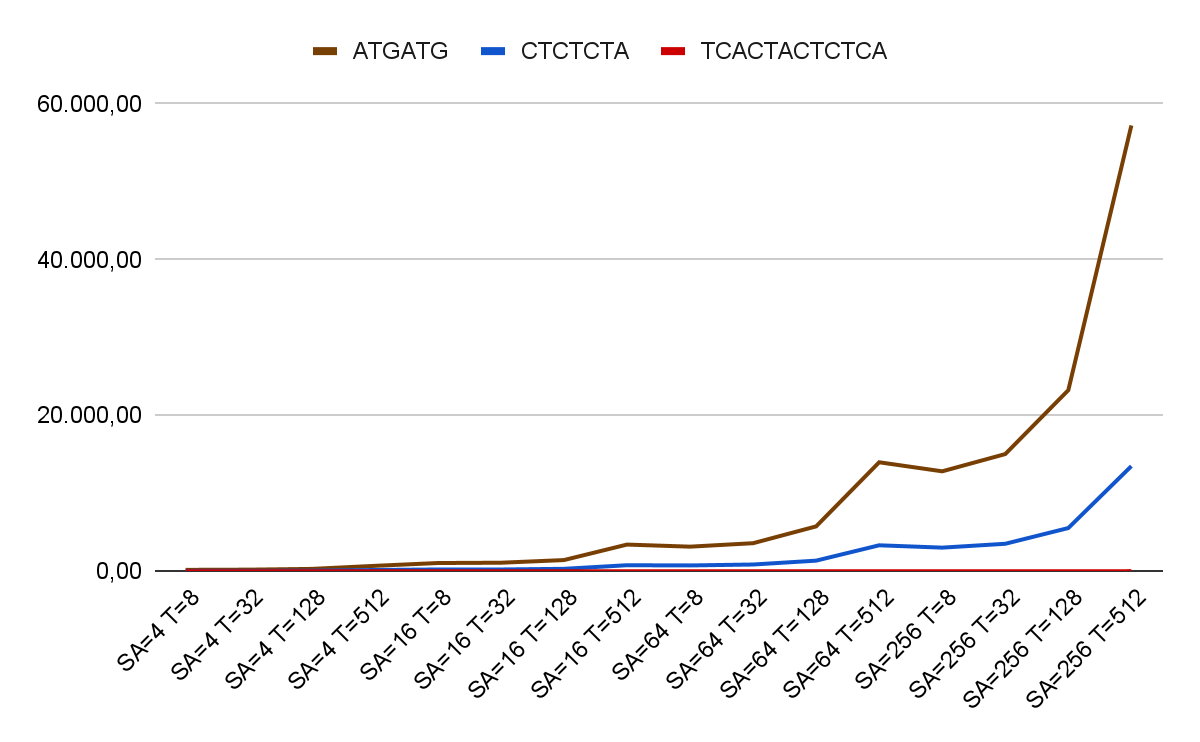 ATGATG CTCTCTA TCACTACTCTCA
60.000,00
40.000,00
20.000,00
0,00
SA=4 T=8
SA=4 T=32
SA=4 T=128
SA=4 T=512
SA=16 T=8
SA=16 T=32
SA=16 T=128
SA=16 T=512
SA=64 T=8
SA=64 T=32
SA=64 T=128
SA=64 T=512
SA=256 T=8
SA=256 T=32
SA=256 T=128
SA=256 T=512